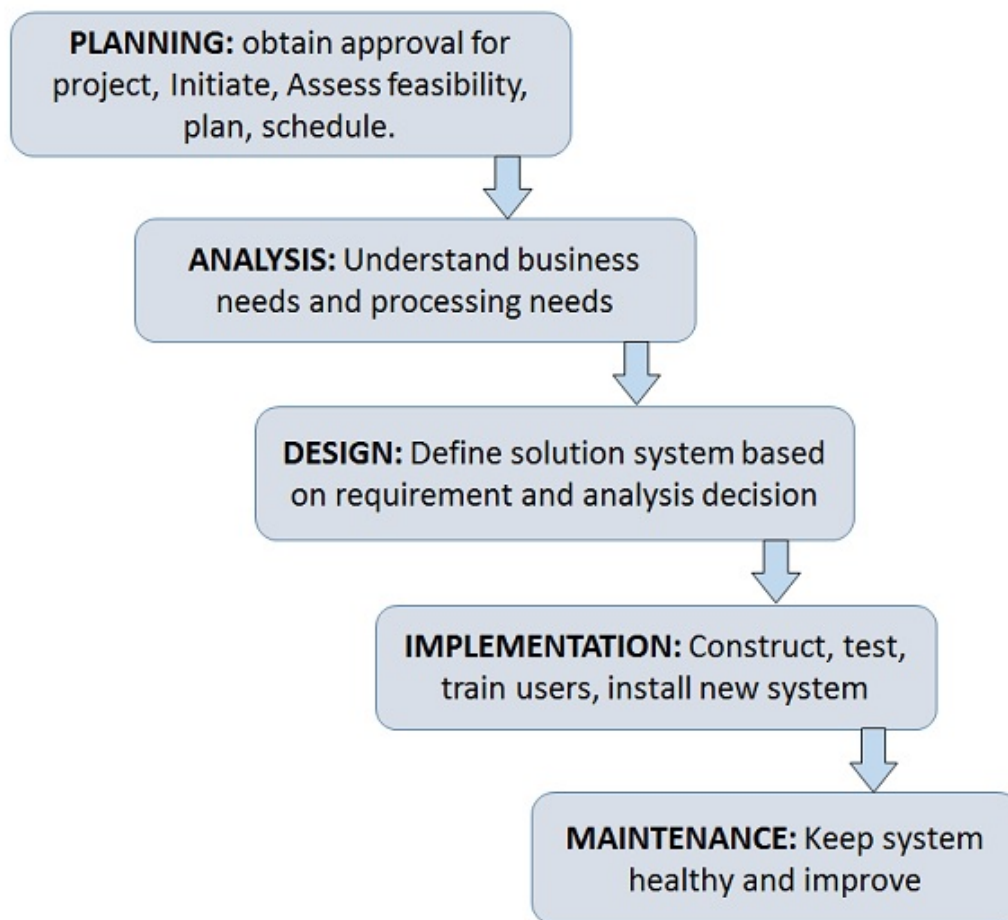 PLANNING: obtain approval for
project, Initiate, Assess feasibility,
plan, schedule.
ANALYSIS: Understand business
needs and processing needs
DESIGN: Define solution system based
on requirement and analysis decision
IMPLEMENTATION: Construct, test,
train users, install new system
MAINTENANCE: Keep system
healthy and improve